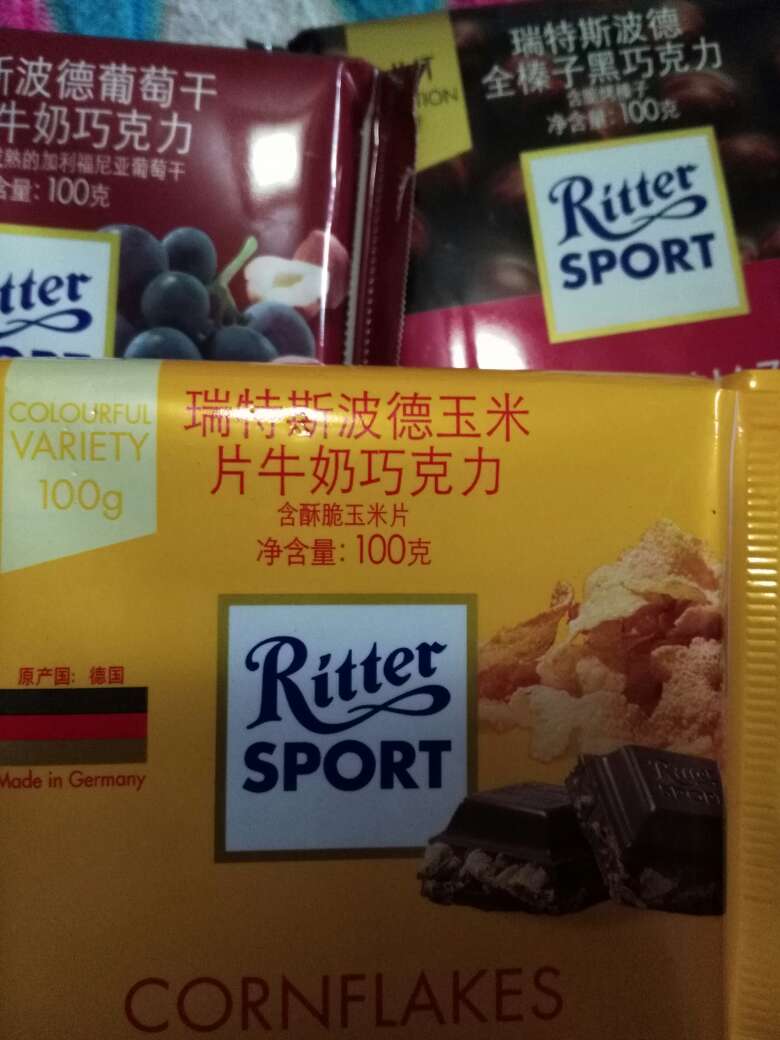 斯波德葡萄干
牛奶巧克力
熟的加利福尼亚葡萄干
含量: 100克
tter
瑞特斯波德
全榛子黑巧克力
净含量: 100克
Ritter
SPORT
COLOURFUL
VARIETY
100g
瑞特斯波德玉米
片牛奶巧克力
含酥脆玉米片
净含量: 100克
原产国: 德国
Made in Germany
Ritter
SPORT
CORNFLAKES